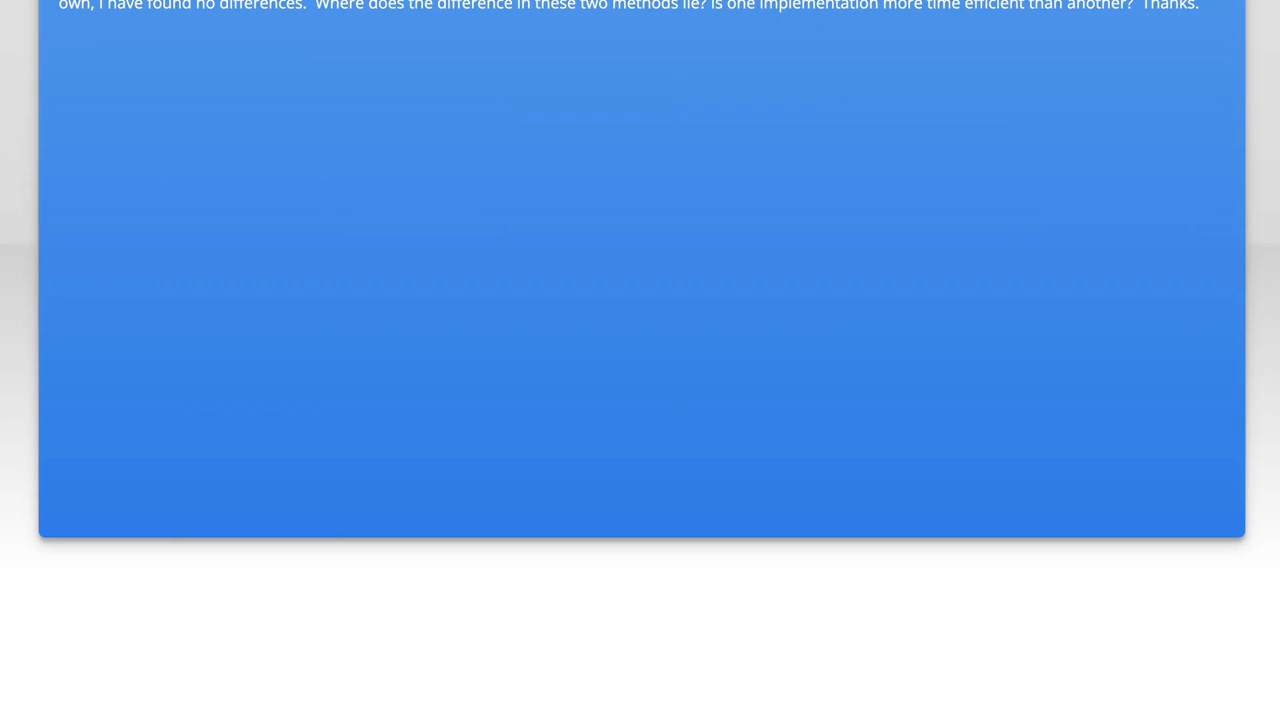 own, I have found no differences.  Where does the difference in these two methods lie? Is one implementation more time efficient than another?  Thanks.